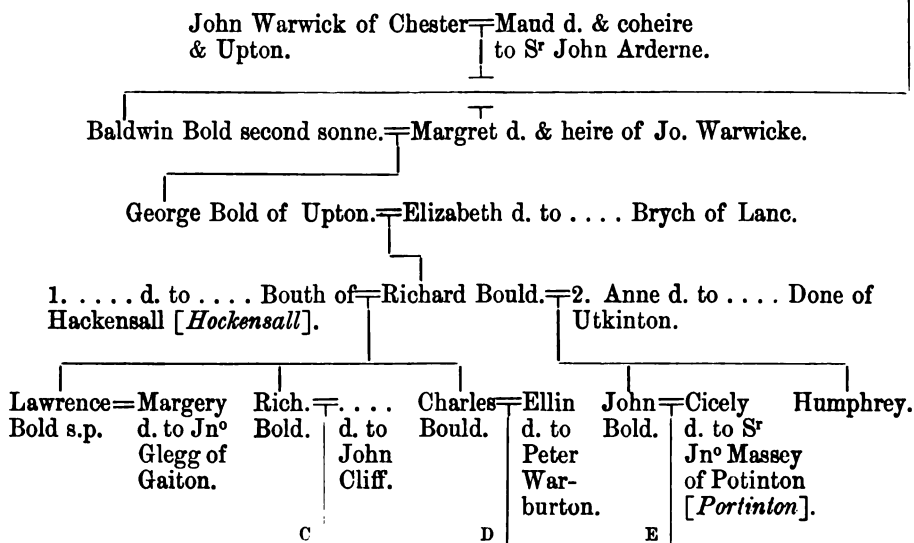 John Warwick of Chester=Maud d. & coheire
& Upton. to Sʳ John Arderne.
Baldwin Bold second sonne.=Margret d. & heire of Jo. Warwicke.
George Bold of Upton.=Elizabeth d. to . . . . Brych of Lanc.
1. . . . . d. to . . . . Bouth of=Richard Bould.=2. Anne d. to . . . . Done of
Hackensall [Hockensall]. Utkinton.
Lawrence=Margery Rich.=. . . . Charles=Ellin John=Cicely Humphrey.
Bold s.p. d. to Jnᵒ Bold. d. to Bould. d. to Bold. d. to Sʳ
Glegg of John Peter Jnᵒ Massey
Gaiton. Cliff. War- of Potinton
burton. [Portinton].
C D E